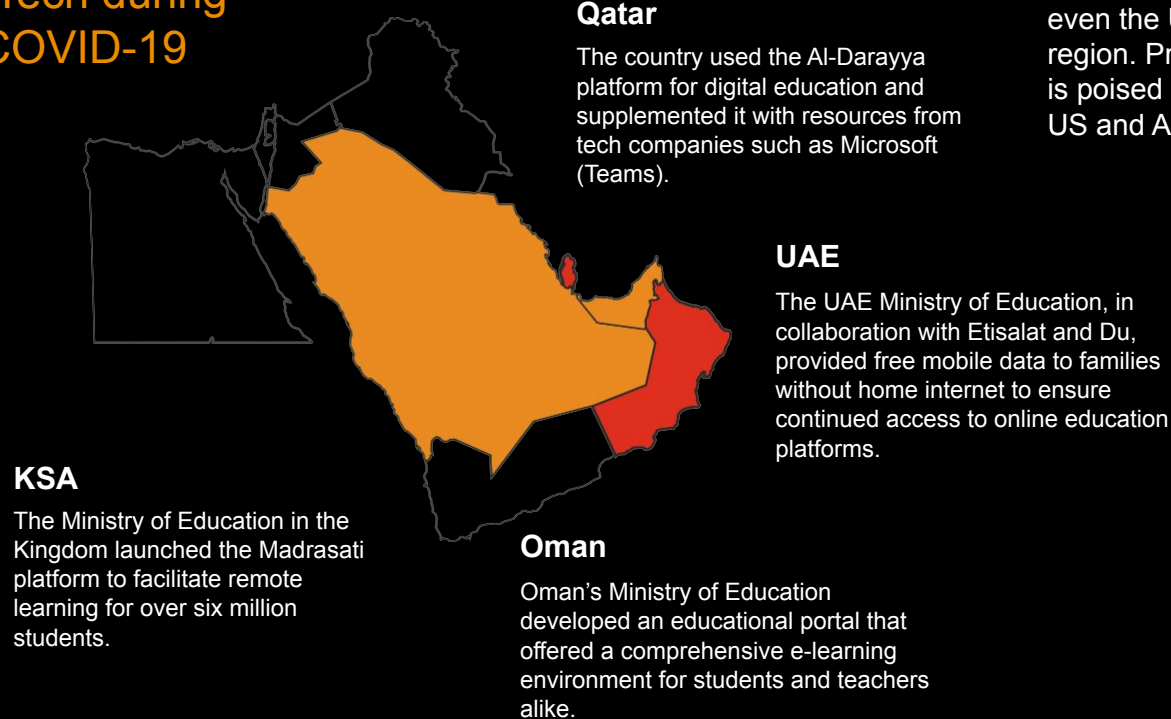 Tech during
COVID-19
Qatar
The country used the Al-Darayya
platform for digital education and
supplemented it with resources from
tech companies such as Microsoft
(Teams).
even the
region.
is poised
US and
UAE
The UAE Ministry of Education, in
collaboration with Etisalat and Du,
provided free mobile data to families
without home internet to ensure
continued access to online education
platforms.
KSA
The Ministry of Education in the
Kingdom launched the Madrasati
platform to facilitate remote
learning for over six million
students.
Oman
Oman's Ministry of Education
developed an educational portal that
offered a comprehensive e-learning
environment for students and teachers
alike.